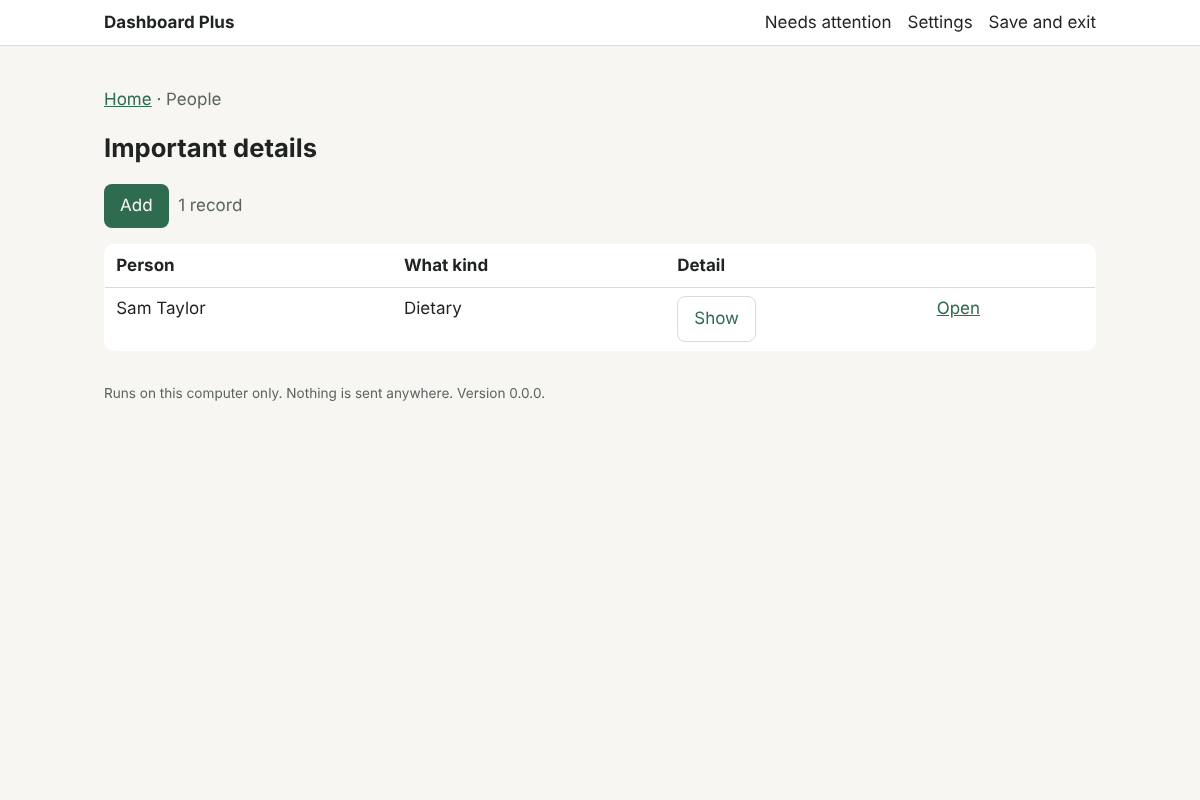 Dashboard Plus Needs attention Settings Save and exit
Home · People
Important details
Add 1 record
Person What kind Detail
Sam Taylor Dietary Show Open
Runs on this computer only. Nothing is sent anywhere. Version 0.0.0.